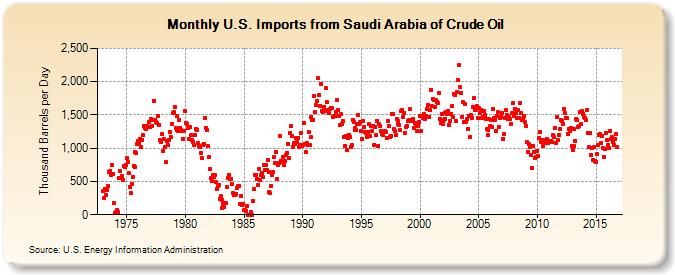 Monthly U.S. Imports from Saudi Arabia of Crude Oil
Thousand Barrels per Day
2,500
2,000
1,500
1,000
500
0
1975 1980 1985 1990 1995 2000 2005 2010 2015
Source: U.S. Energy Information Administration